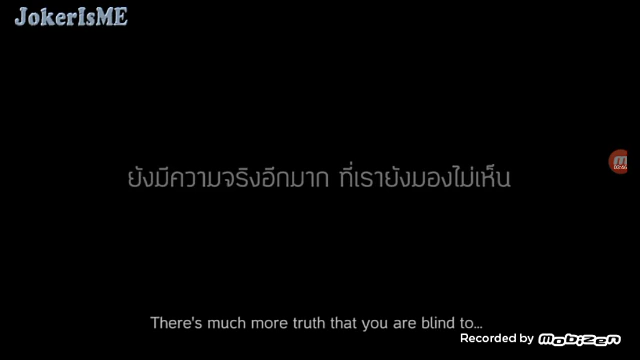 JokerIsME
ยังมีความจริงอีกมาก ที่เรายังมองไม่เห็น
There's much more truth that you are blind to...
Recorded by Mobizen